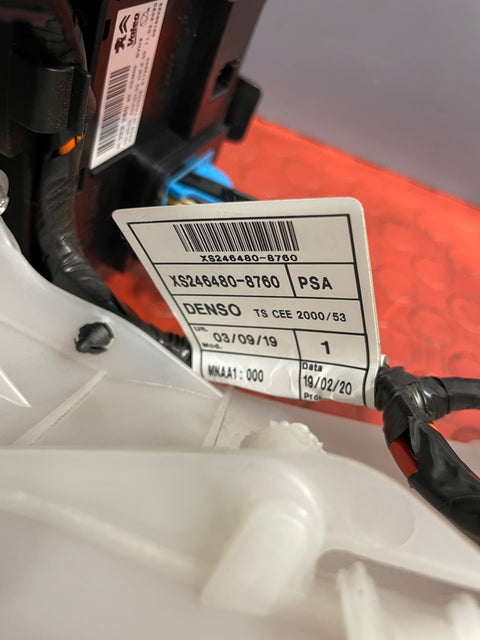 Valeo
XS246480-8760
XS246480-8760 PSA
DENSO TS CEE 2000/53
Ult. Mod. 03/09/19 1
MNAA1: 000 Data 19/02/20